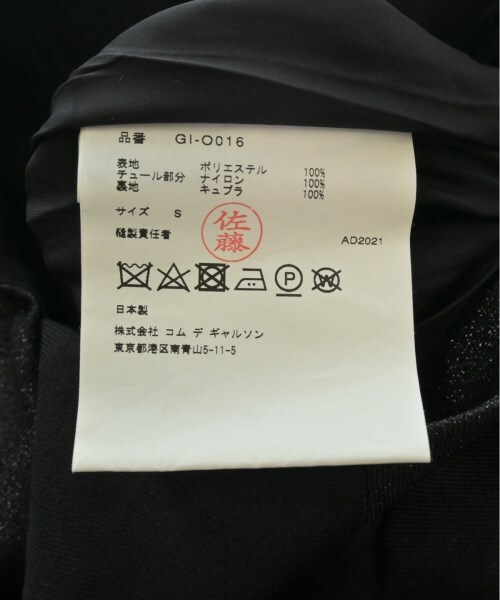 品番 GI-O016
表地 ポリエステル 100%
チュール部分 ナイロン 100%
裏地 キュプラ 100%
サイズ S
佐藤
縫製責任者 AD2021
P W
日本製
株式会社 コム デ ギャルソン
東京都港区南青山5-11-5